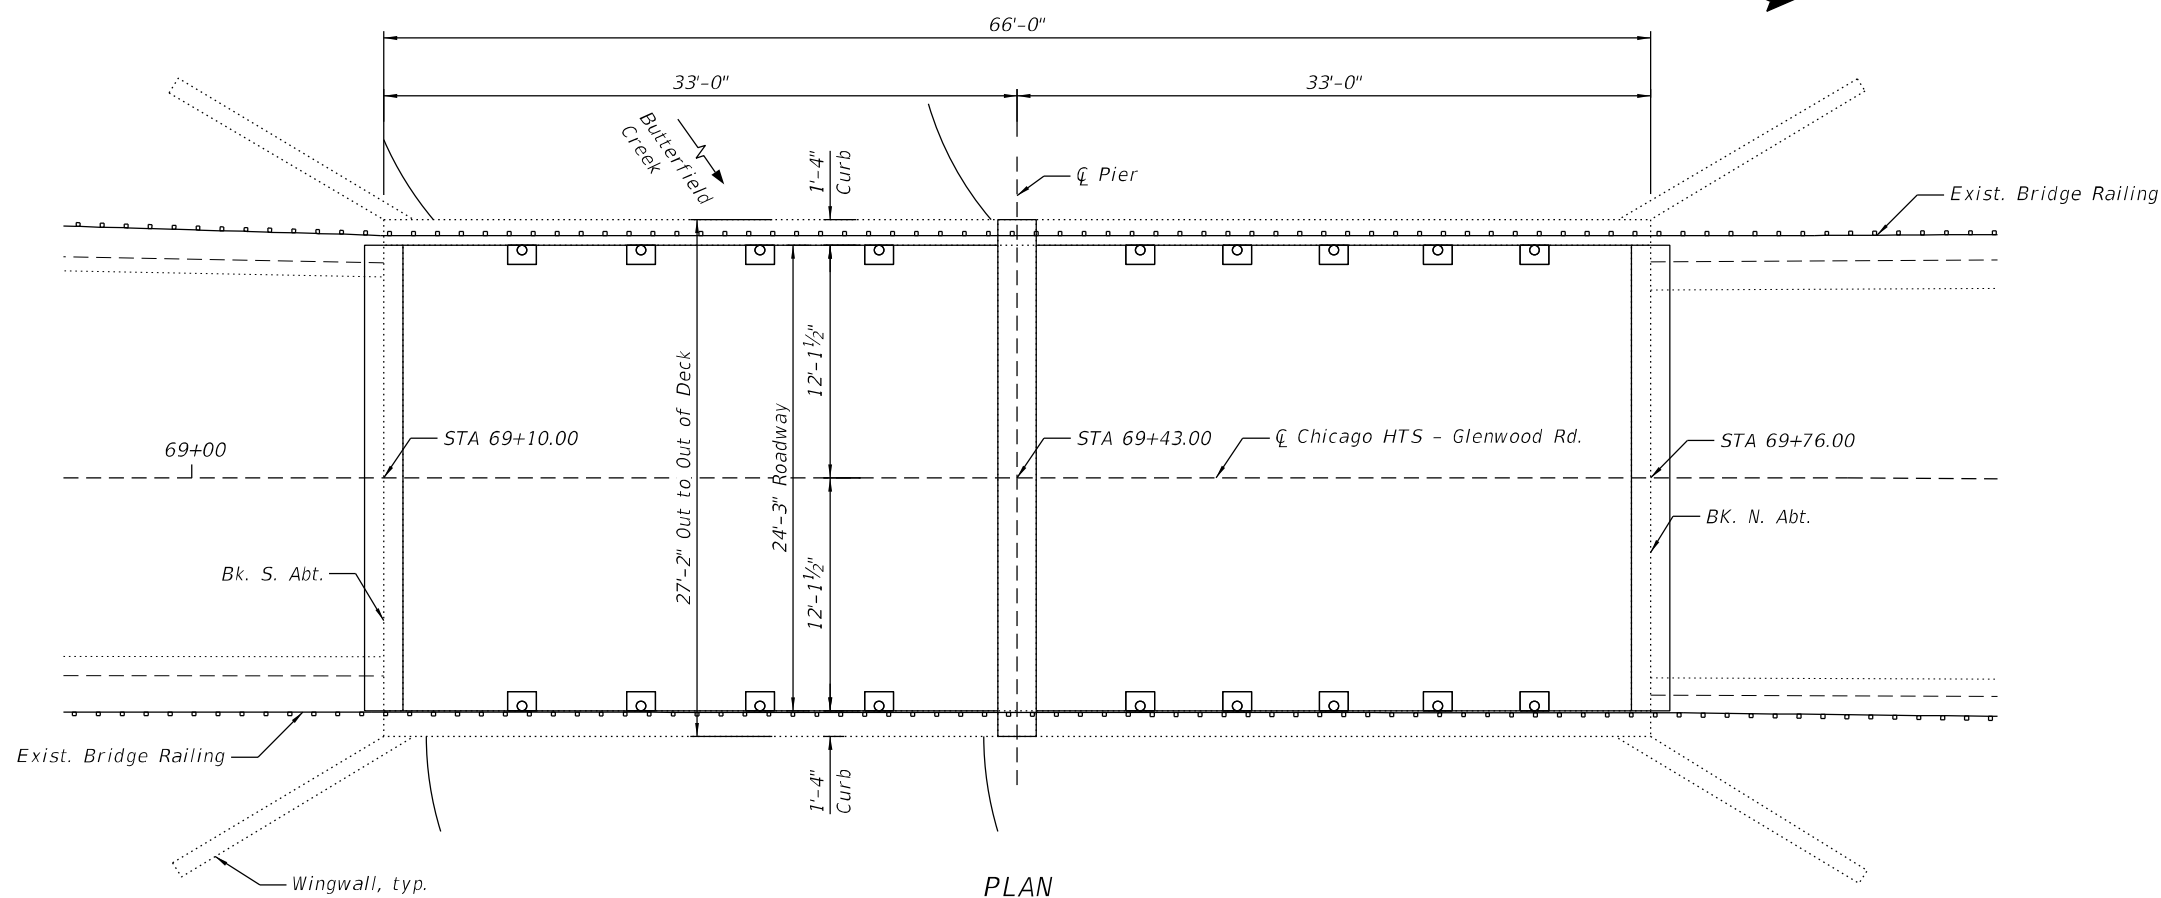 66'-0"
33'-0"
33'-0"
Butterfield
Creek
1'-4"
Curb
℄ Pier
Exist. Bridge Railing
12'-1½"
27'-2" Out to Out of Deck
24'-3" Roadway
69+00
STA 69+10.00
STA 69+43.00
℄ Chicago HTS - Glenwood Rd.
STA 69+76.00
BK. N. Abt.
Bk. S. Abt.
12'-1½"
Exist. Bridge Railing
1'-4"
Curb
Wingwall, typ.
PLAN